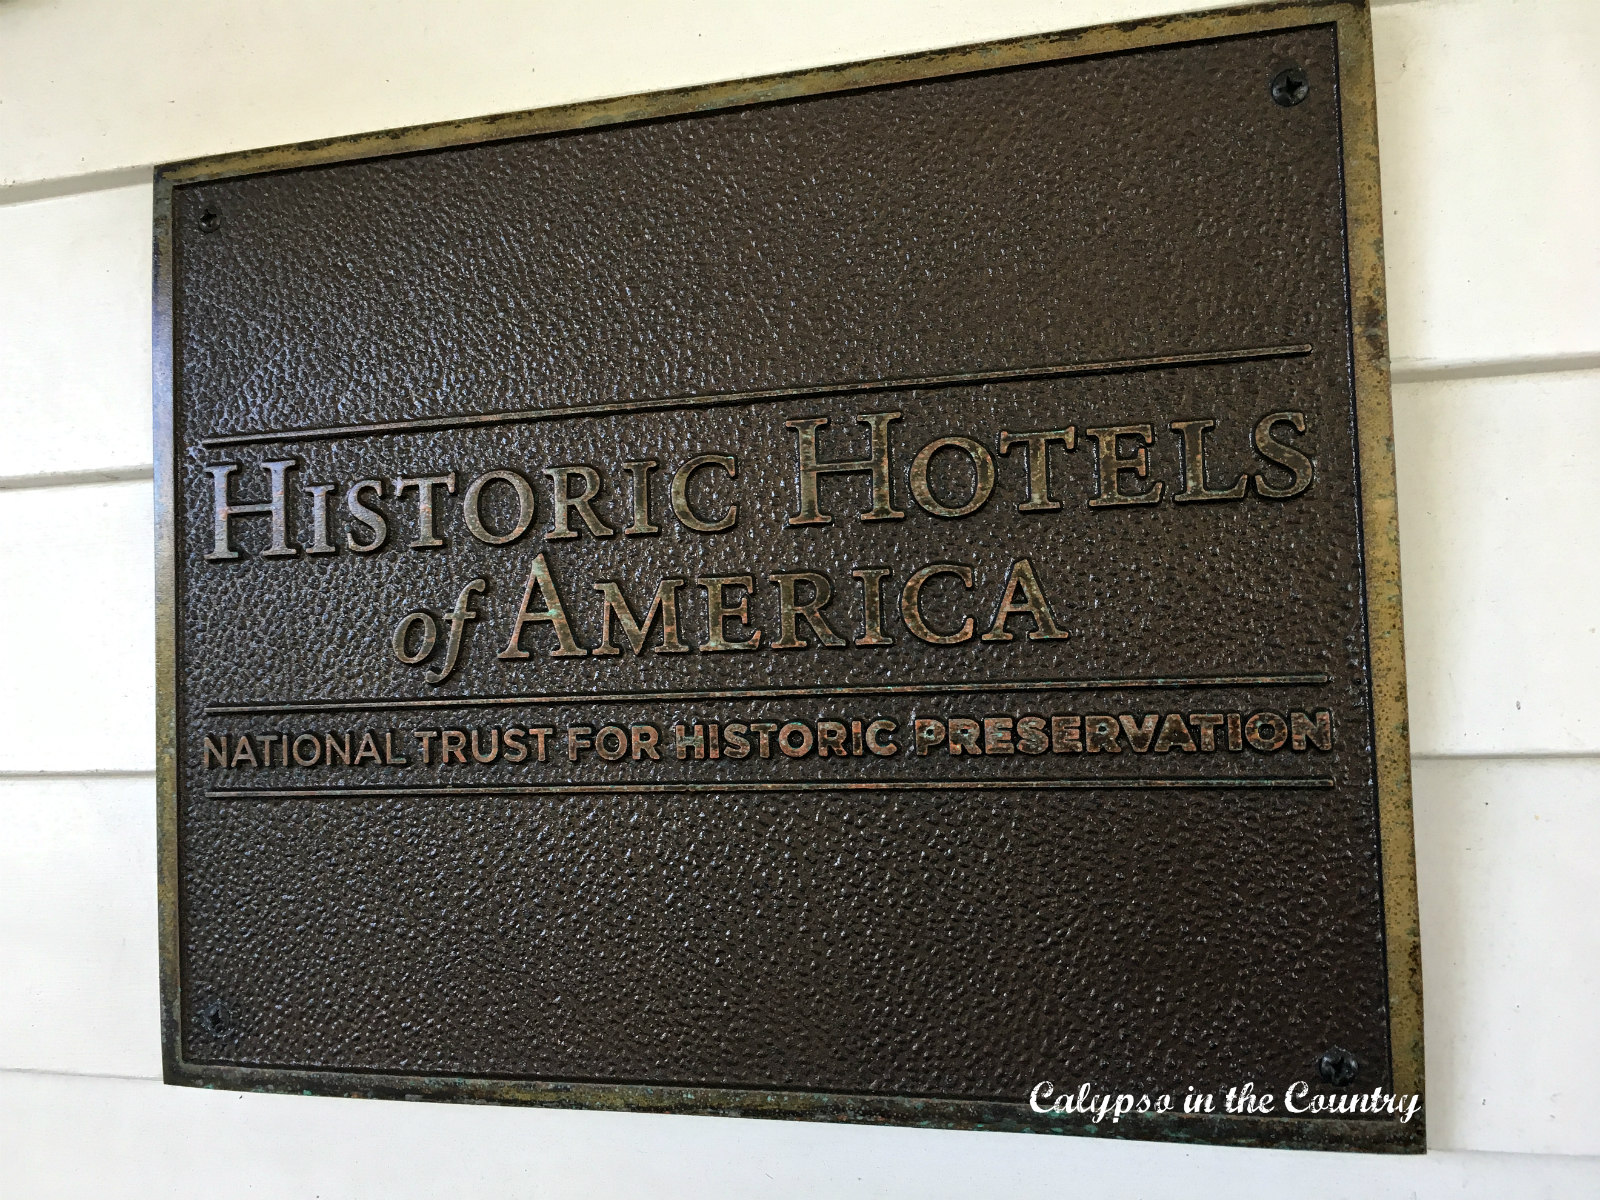 HISTORIC HOTELS
of AMERICA
NATIONAL TRUST FOR HISTORIC PRESERVATION
Calypso in the Country